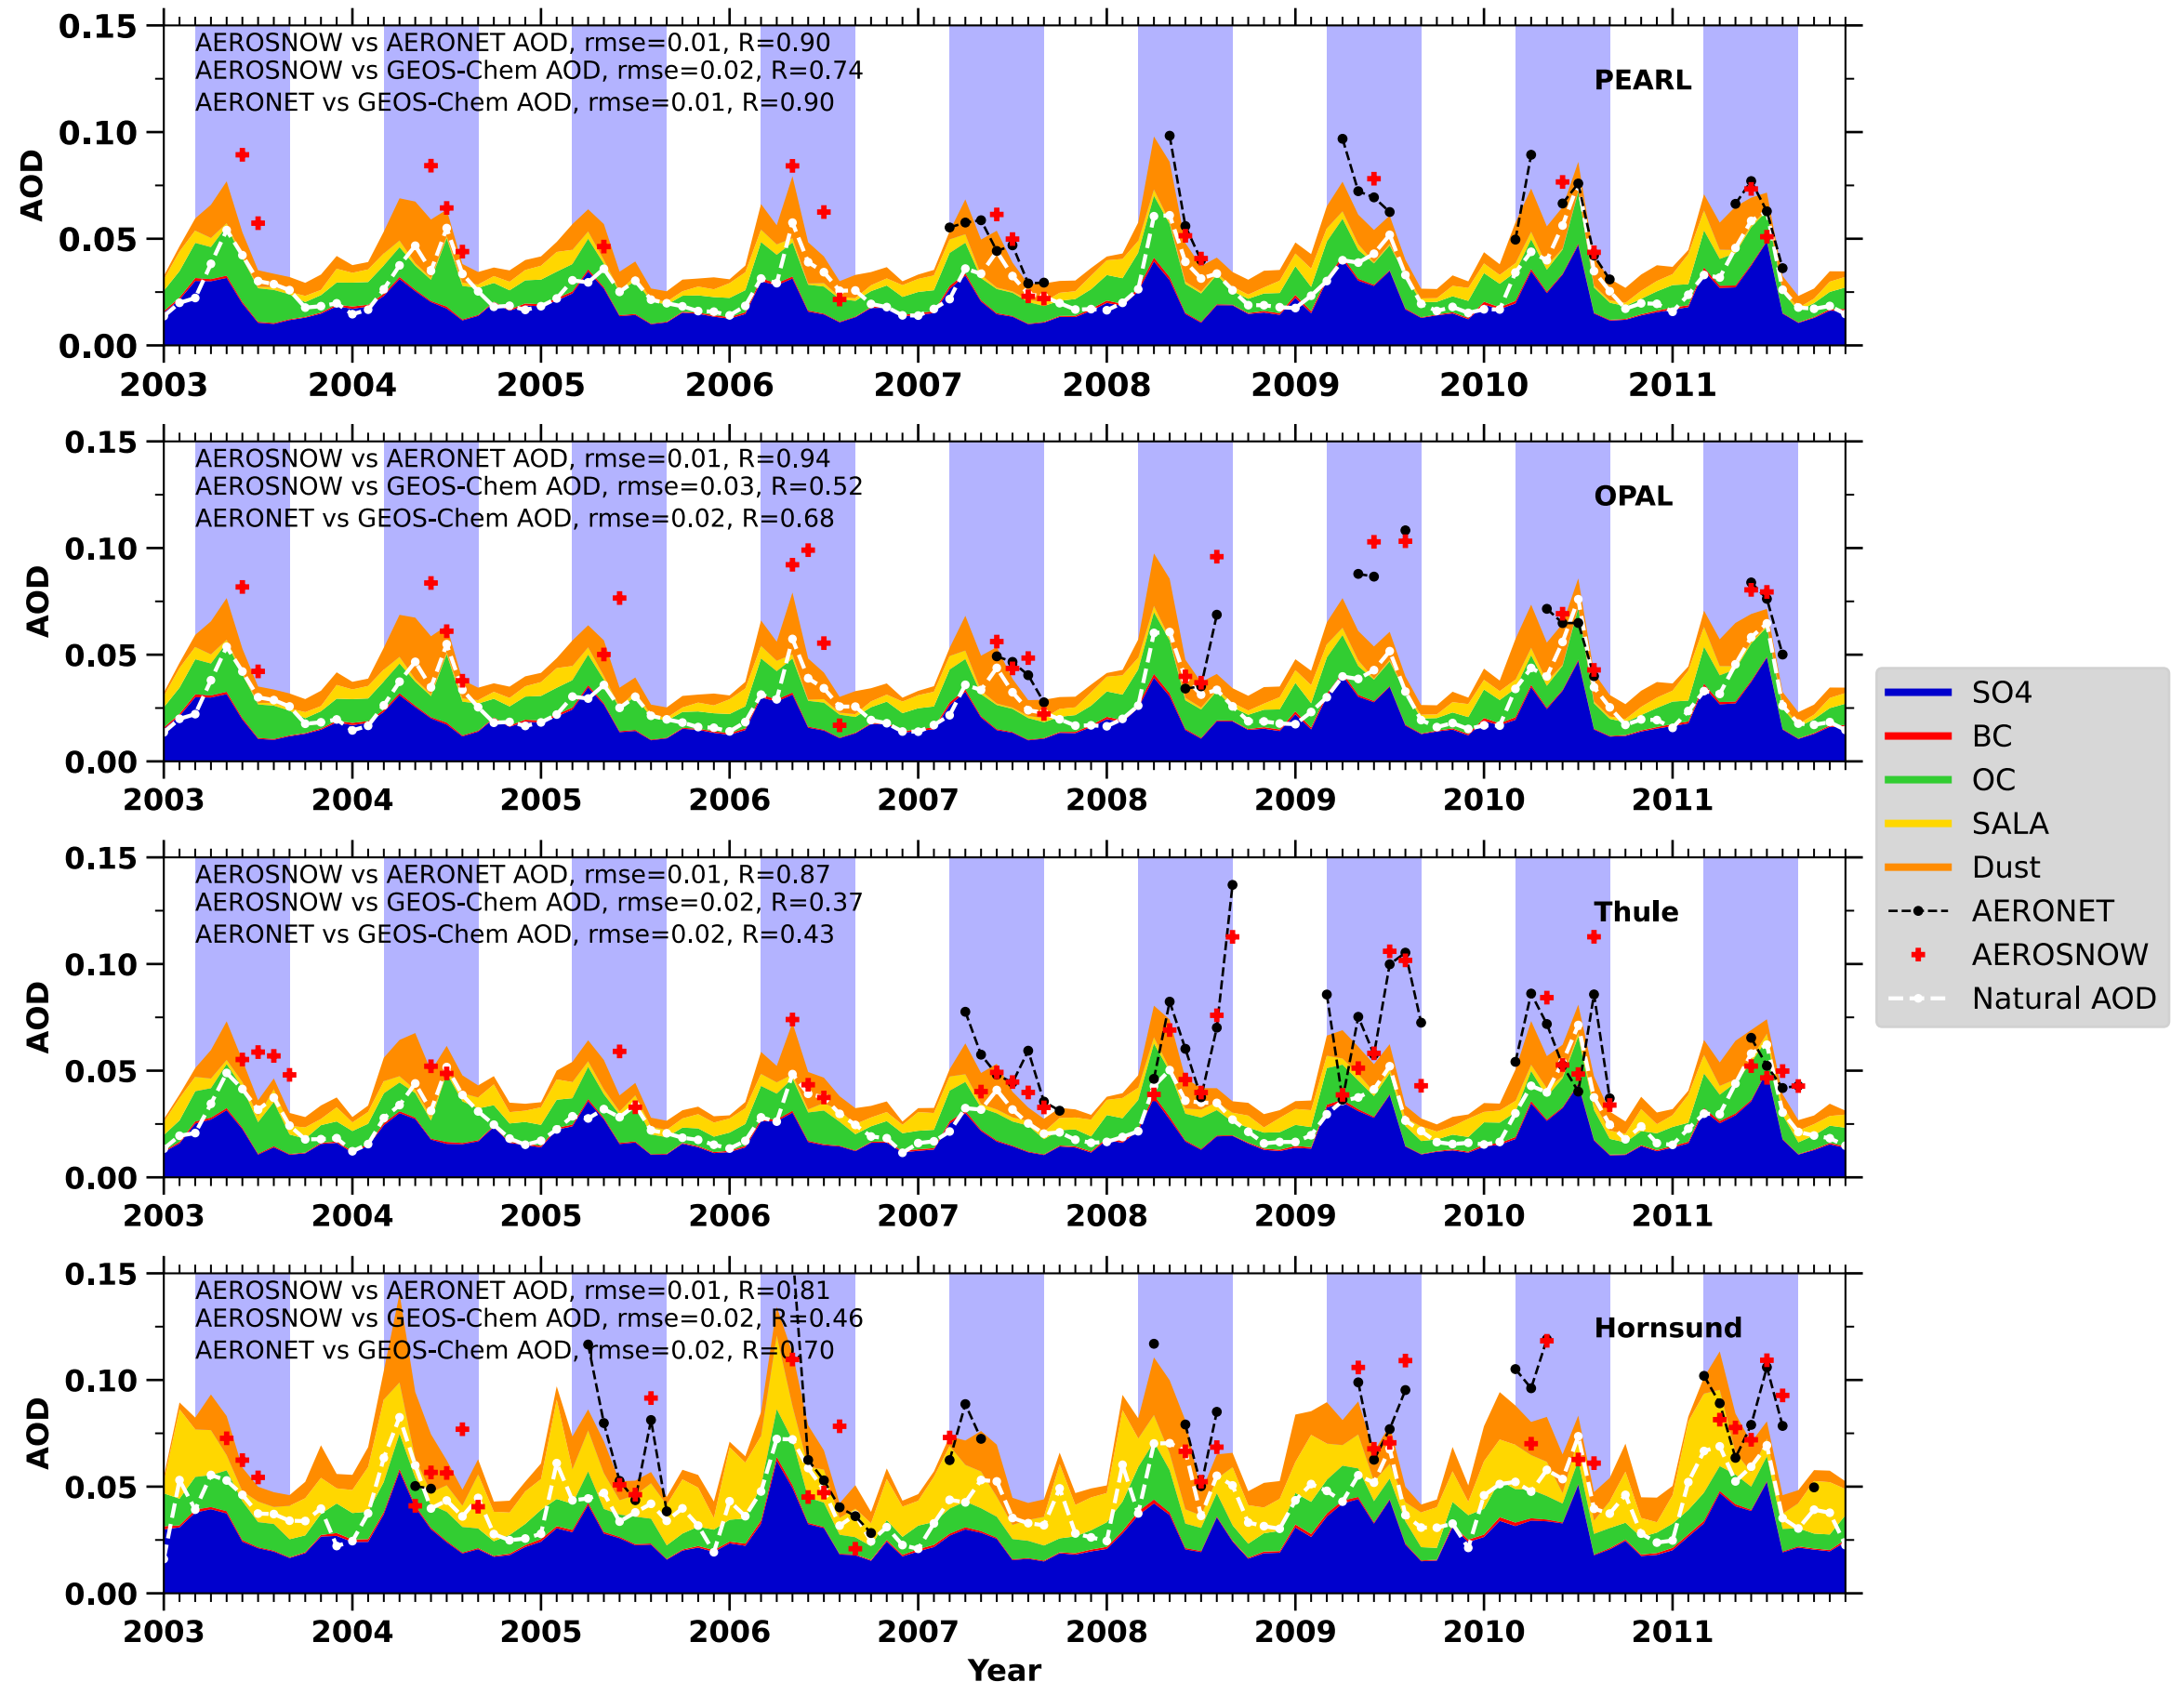 0.15
AEROSNOW vs AERONET AOD, rmse=0.01, R=0.90
AEROSNOW vs GEOS-Chem AOD, rmse=0.02, R=0.74
PEARL
AERONET vs GEOS-Chem AOD, rmse=0.01, R=0.90
0.10
AOD
0.05
0.00
2003 2004 2005 2006 2007 2008 2009 2010 2011
0.15
AEROSNOW vs AERONET AOD, rmse=0.01, R=0.94
AEROSNOW vs GEOS-Chem AOD, rmse=0.03, R=0.52
OPAL
AERONET vs GEOS-Chem AOD, rmse=0.02, R=0.68
0.10
AOD
0.05
0.00
2003 2004 2005 2006 2007 2008 2009 2010 2011
0.15
AEROSNOW vs AERONET AOD, rmse=0.01, R=0.87
AEROSNOW vs GEOS-Chem AOD, rmse=0.02, R=0.37
Thule
AERONET vs GEOS-Chem AOD, rmse=0.02, R=0.43
0.10
AOD
0.05
0.00
2003 2004 2005 2006 2007 2008 2009 2010 2011
0.15
AEROSNOW vs AERONET AOD, rmse=0.01, R=0.81
AEROSNOW vs GEOS-Chem AOD, rmse=0.02, R=0.46
Hornsund
AERONET vs GEOS-Chem AOD, rmse=0.02, R=0.70
0.10
AOD
0.05
0.00
2003 2004 2005 2006 2007 2008 2009 2010 2011
Year
SO4
BC
OC
SALA
Dust
AERONET
AEROSNOW
Natural AOD